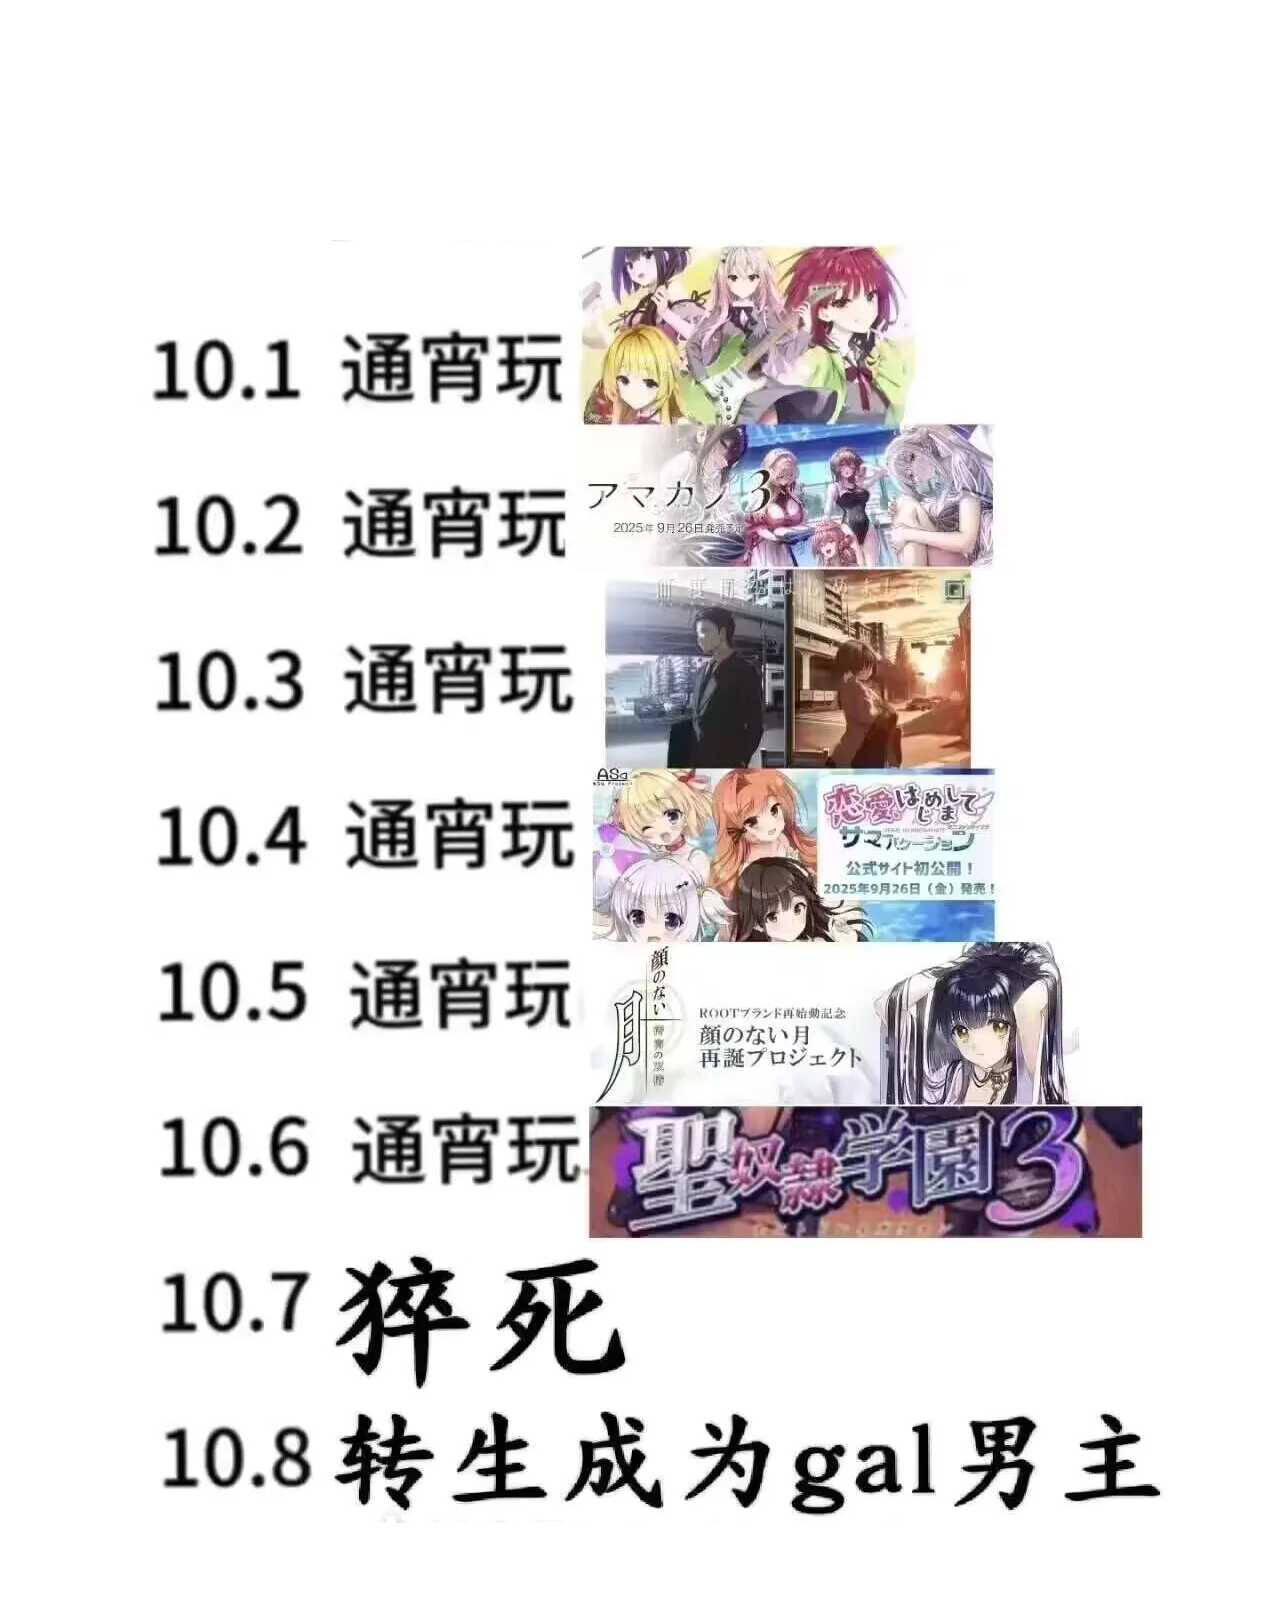 10.1 通宵玩
10.2 通宵玩
アマカノ3
2025年9月26日発売予定
10.3 通宵玩
10.4 通宵玩
ASa
ASa Project
恋愛、はじめまして
サマーバケーション
公式サイト初公開！
2025年9月26日（金）発売！
10.5 通宵玩
顔のない月
ROOTブランド再始動記念
顔のない月
再誕プロジェクト
10.6 通宵玩
聖奴隷学園3
10.7 猝死
10.8 转生成为gal男主